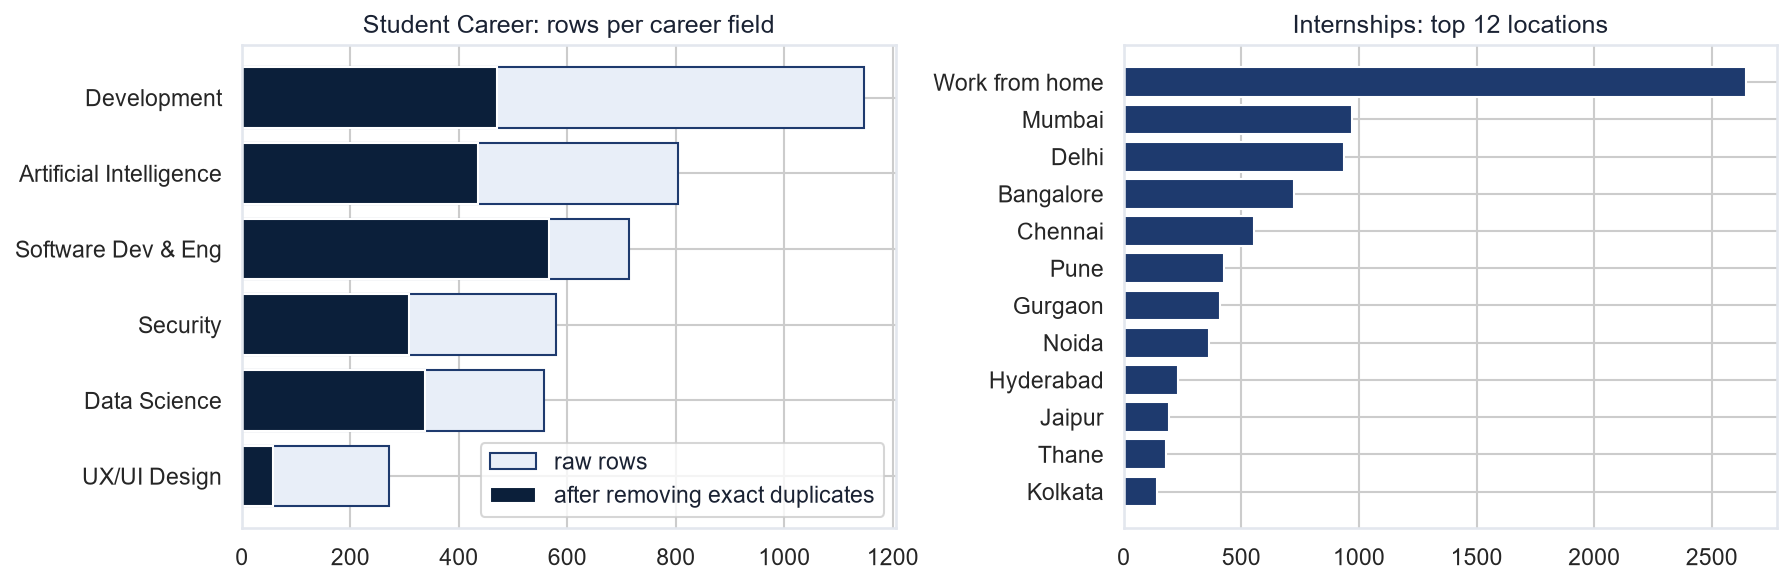 Student Career: rows per career field
Development
Artificial Intelligence
Software Dev & Eng
Security
Data Science
UX/UI Design
raw rows
after removing exact duplicates
0 200 400 600 800 1000 1200
Internships: top 12 locations
Work from home
Mumbai
Delhi
Bangalore
Chennai
Pune
Gurgaon
Noida
Hyderabad
Jaipur
Thane
Kolkata
0 500 1000 1500 2000 2500